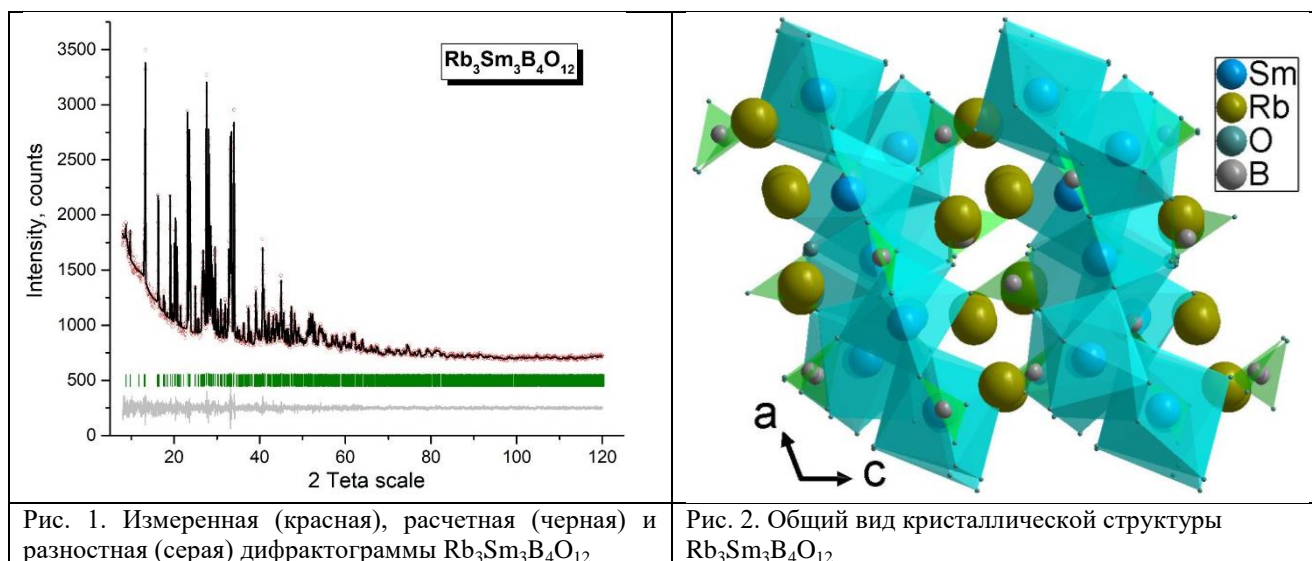 3500
3000
2500
2000
1500
1000
500
0
Intensity, counts
Rb₃Sm₃B₄O₁₂
20 40 60 80 100 120
2 Teta scale
Sm
Rb
O
B
a
c
Рис. 1. Измеренная (красная), расчетная (черная) и
разностная (серая) дифрактограммы Rb₃Sm₃B₄O₁₂
Рис. 2. Общий вид кристаллической структуры
Rb₃Sm₃B₄O₁₂